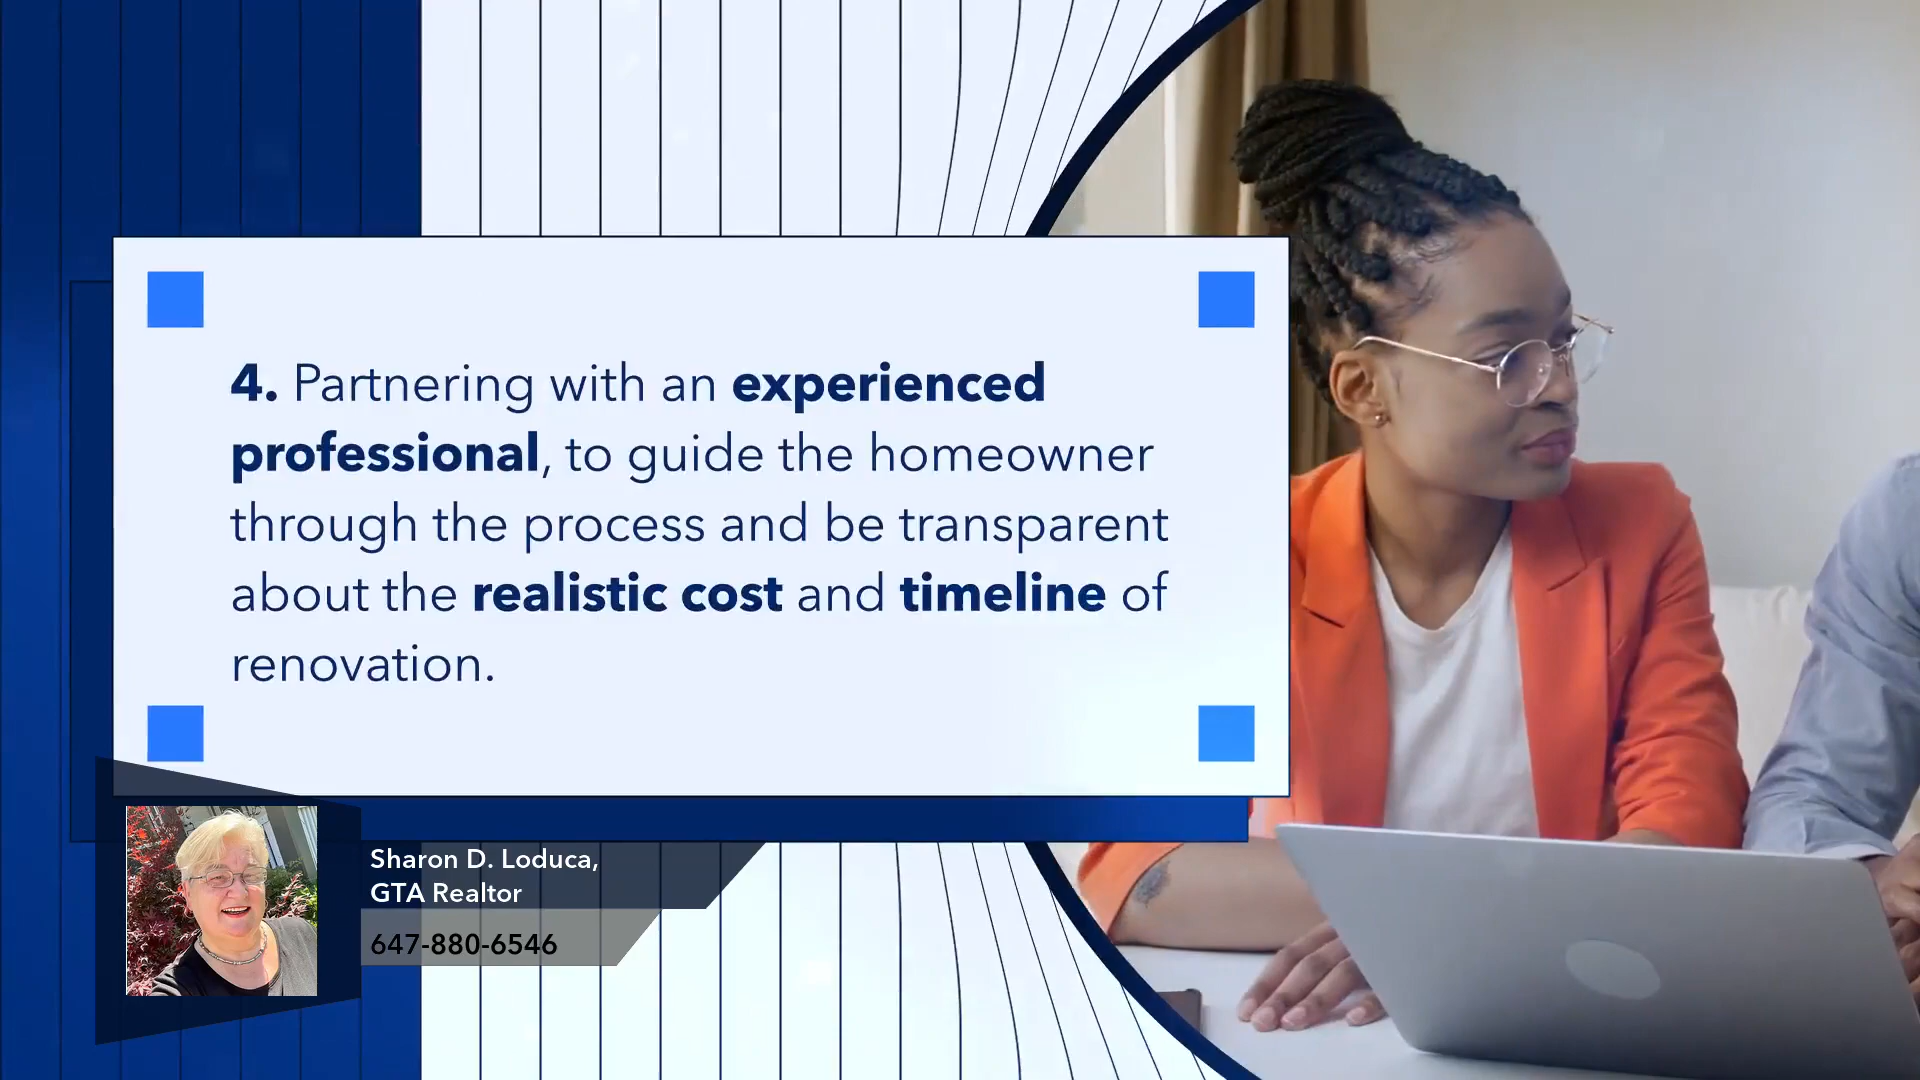 4. Partnering with an experienced
professional, to guide the homeowner
through the process and be transparent
about the realistic cost and timeline of
renovation.
Sharon D. Loduca,
GTA Realtor
647-880-6546